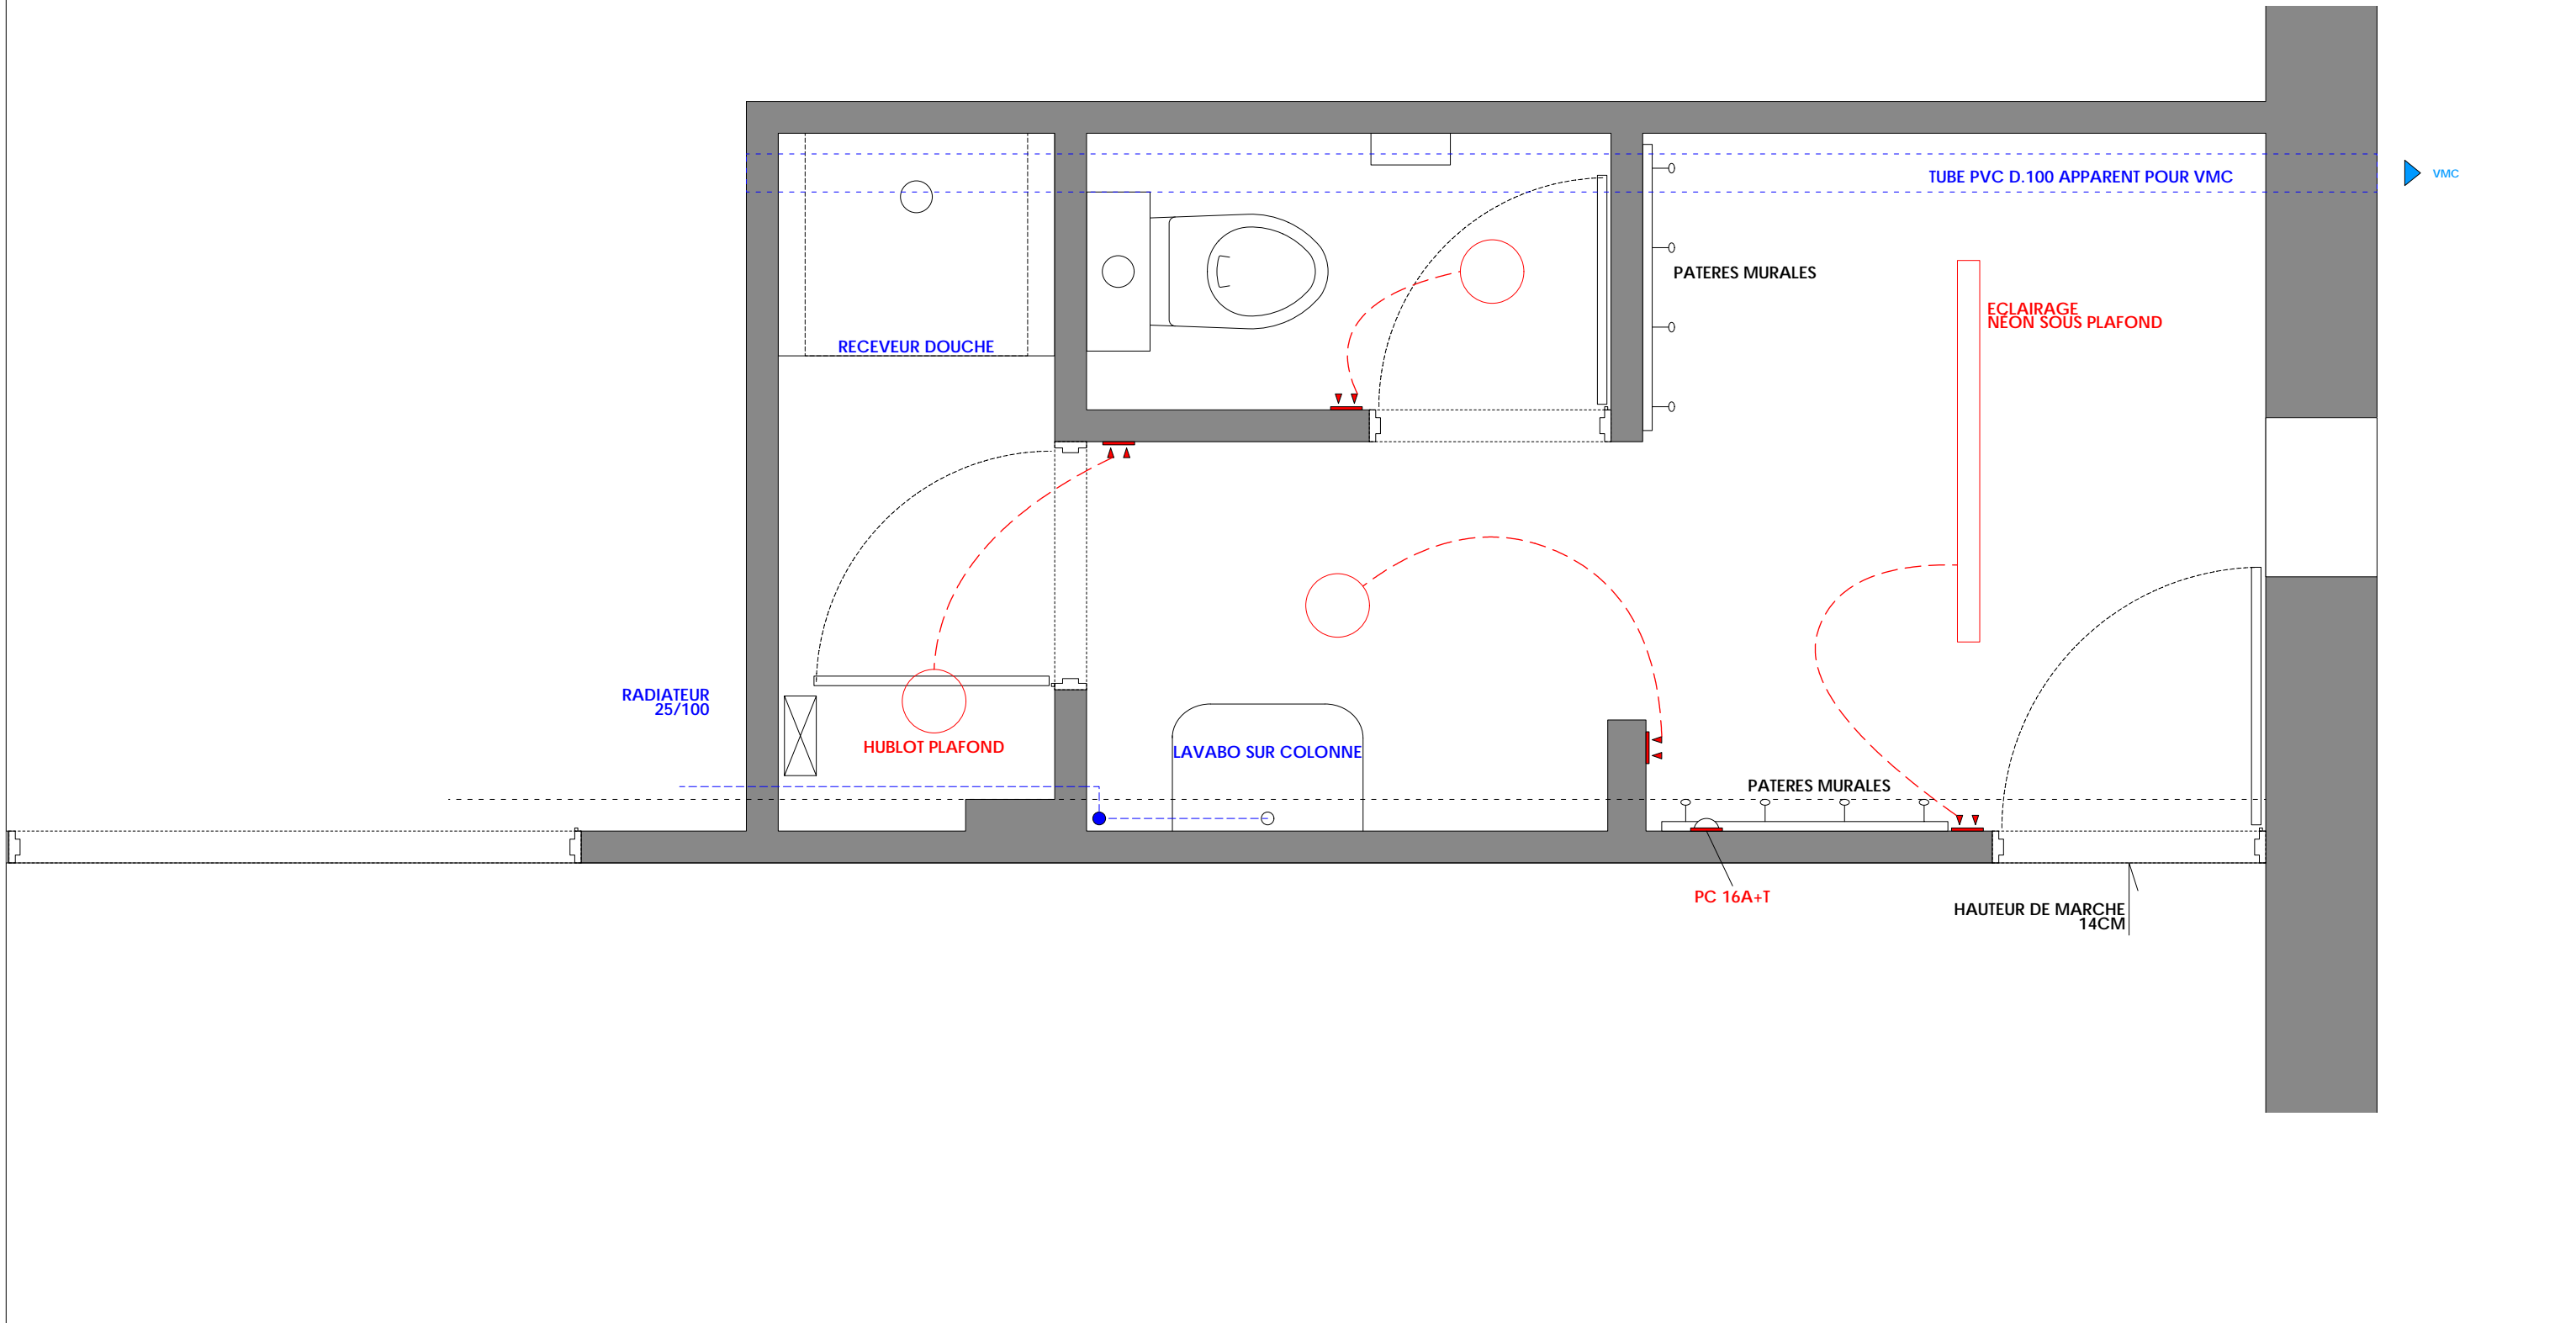 TUBE PVC D.100 APPARENT POUR VMC
VMC
PATERES MURALES
ECLAIRAGE
NÉON SOUS PLAFOND
RECEVEUR DOUCHE
RADIATEUR
25/100
HUBLOT PLAFOND
LAVABO SUR COLONNE
PATERES MURALES
PC 16A+T
HAUTEUR DE MARCHE
14CM